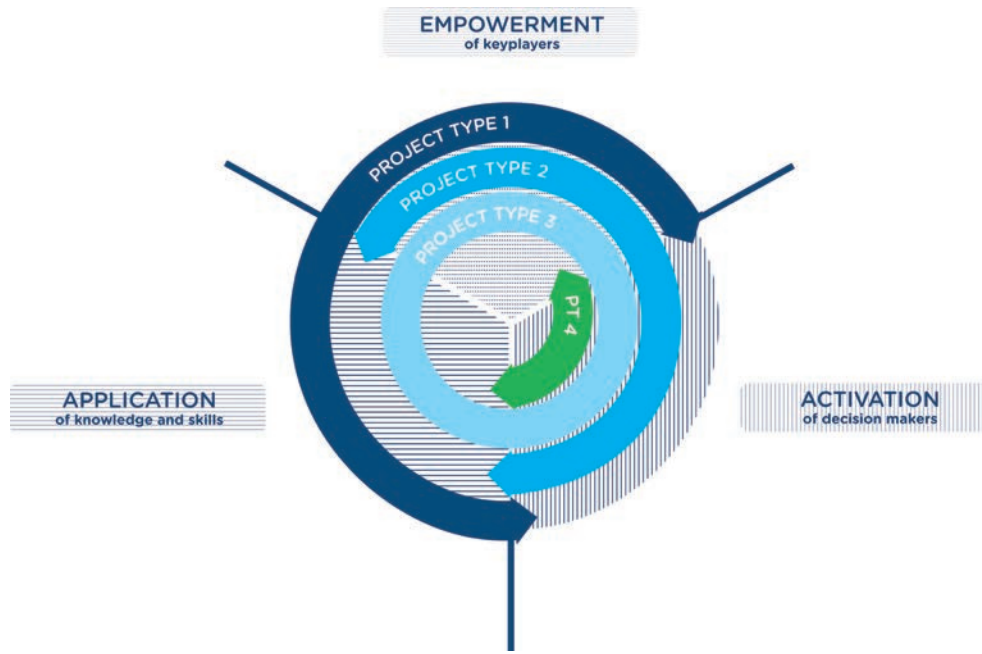 EMPOWERMENT
of keyplayers
PROJECT TYPE 1
PROJECT TYPE 2
PROJECT TYPE 3
PT 4
APPLICATION
of knowledge and skills
ACTIVATION
of decision makers